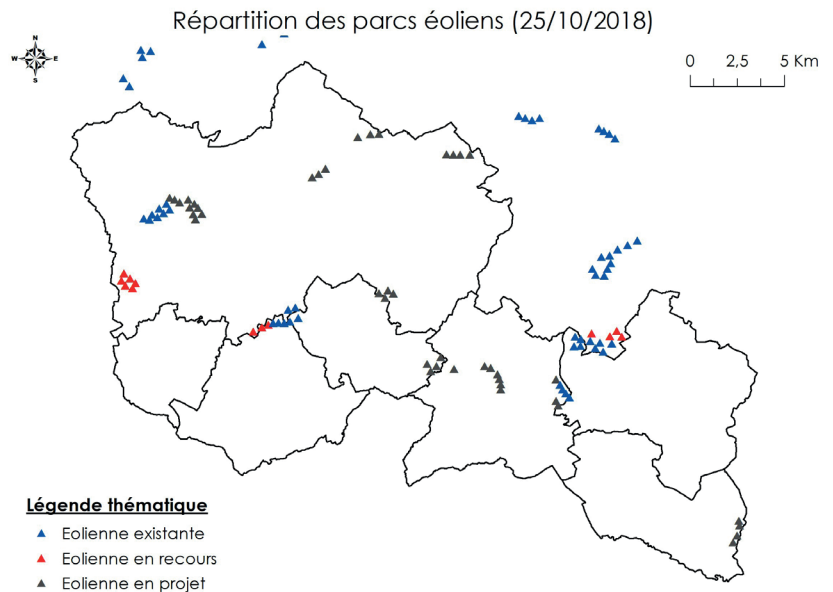 Répartition des parcs éoliens (25/10/2018)
N
W E
S
0 2,5 5 Km
Légende thématique
Eolienne existante
Eolienne en recours
Eolienne en projet